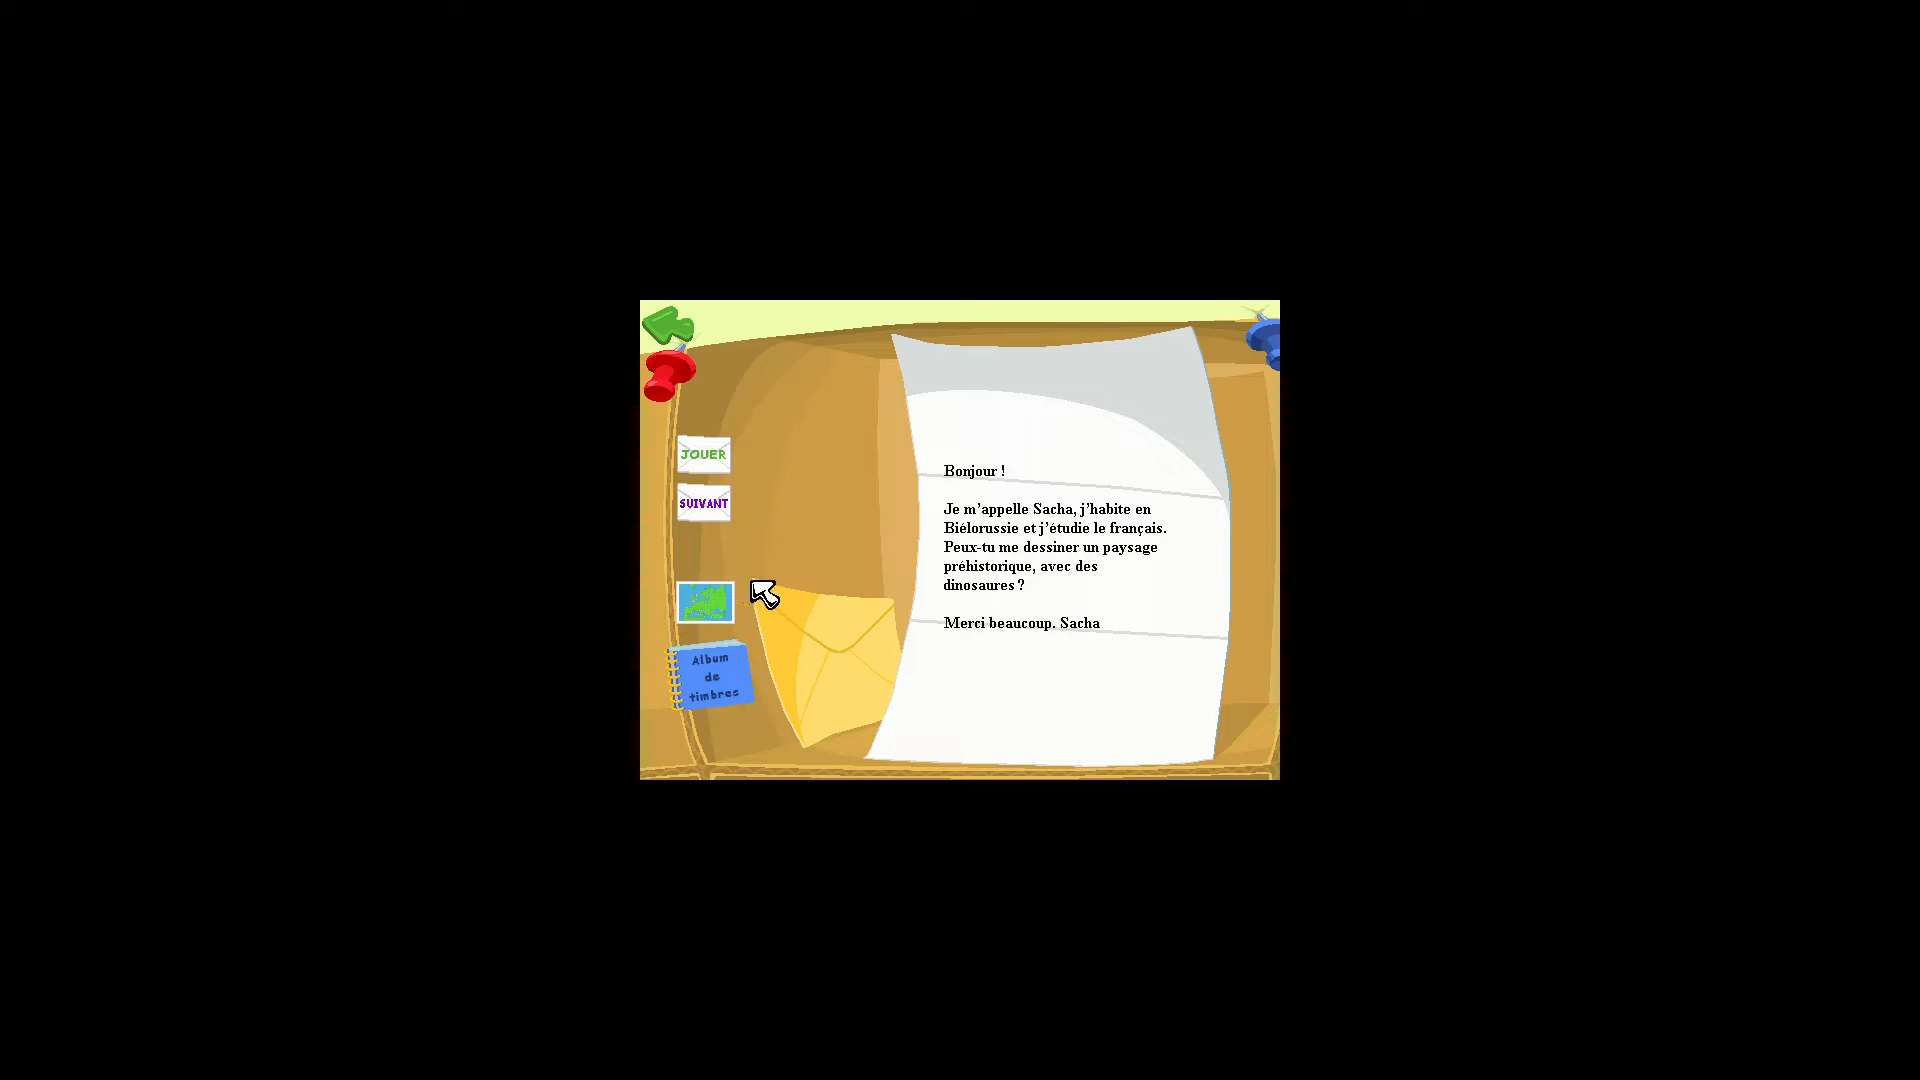 JOUER
SUIVANT
Album
de
timbres
Bonjour !
Je m'appelle Sacha, j'habite en
Biélorussie et j'étudie le français.
Peux-tu me dessiner un paysage
préhistorique, avec des
dinosaures ?
Merci beaucoup. Sacha